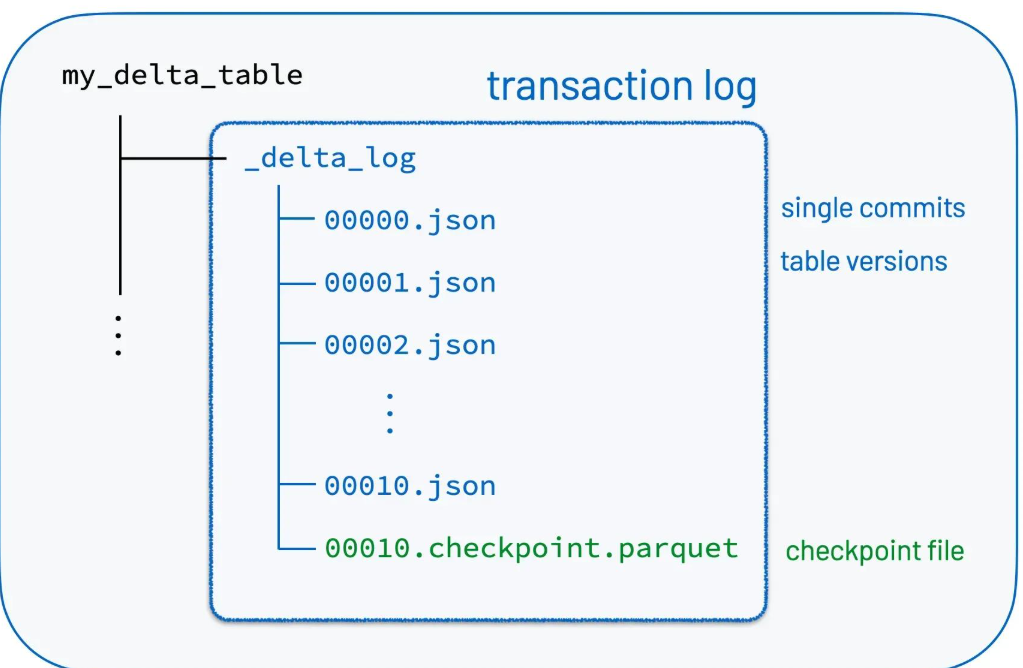 my_delta_table
transaction log
_delta_log
00000.json
single commits
table versions
00001.json
00002.json
00010.json
00010.checkpoint.parquet
checkpoint file